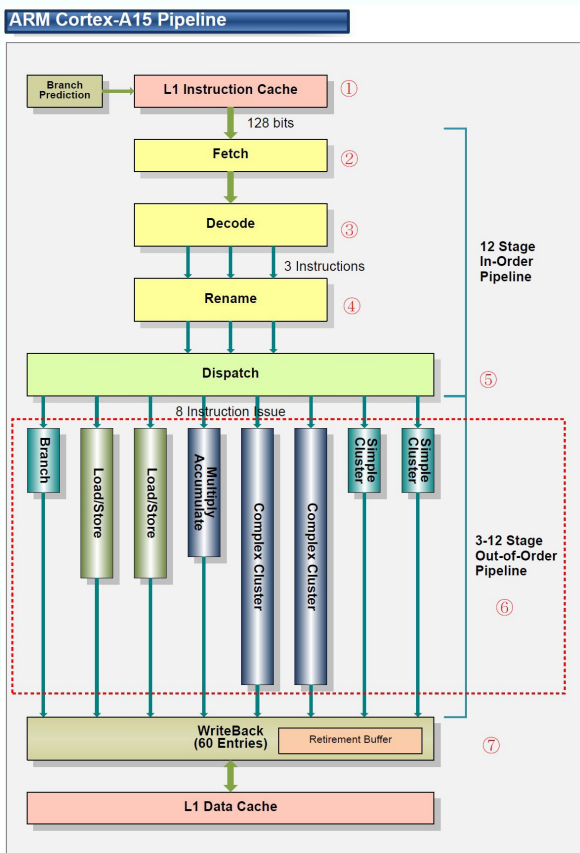 ARM Cortex-A15 Pipeline
Branch
Prediction
L1 Instruction Cache
①
128 bits
Fetch
②
Decode
③
3 Instructions
12 Stage
In-Order
Pipeline
Rename
④
Dispatch
⑤
8 Instruction Issue
Branch
Load/Store
Load/Store
Multiply
Accumulate
Complex Cluster
Complex Cluster
Simple
Cluster
Simple
Cluster
3-12 Stage
Out-of-Order
Pipeline
⑥
WriteBack
(60 Entries)
Retirement Buffer
⑦
L1 Data Cache